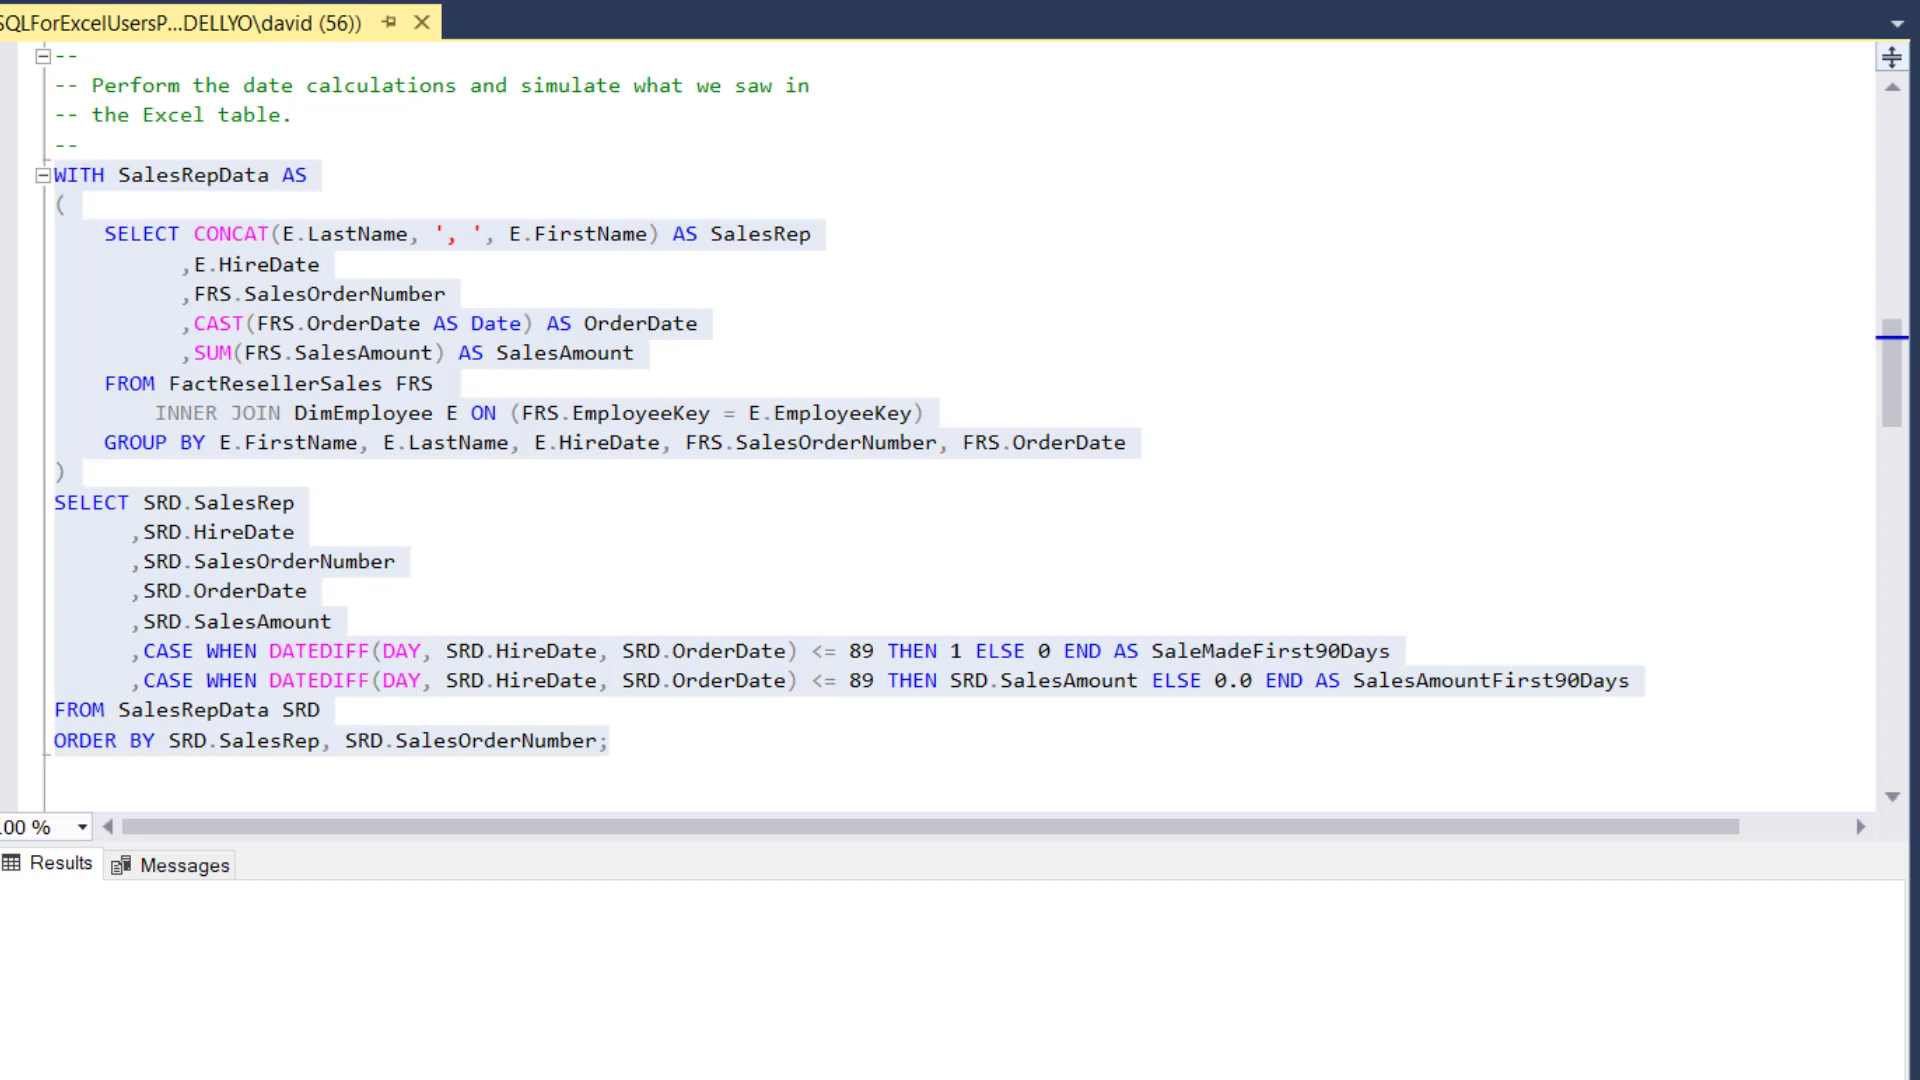 SQLForExcelUsersP...DELLYO\david (56))
--
-- Perform the date calculations and simulate what we saw in
-- the Excel table.
--
WITH SalesRepData AS
(
    SELECT CONCAT(E.LastName, ', ', E.FirstName) AS SalesRep
          ,E.HireDate
          ,FRS.SalesOrderNumber
          ,CAST(FRS.OrderDate AS Date) AS OrderDate
          ,SUM(FRS.SalesAmount) AS SalesAmount
    FROM FactResellerSales FRS
        INNER JOIN DimEmployee E ON (FRS.EmployeeKey = E.EmployeeKey)
    GROUP BY E.FirstName, E.LastName, E.HireDate, FRS.SalesOrderNumber, FRS.OrderDate
)
SELECT SRD.SalesRep
      ,SRD.HireDate
      ,SRD.SalesOrderNumber
      ,SRD.OrderDate
      ,SRD.SalesAmount
      ,CASE WHEN DATEDIFF(DAY, SRD.HireDate, SRD.OrderDate) <= 89 THEN 1 ELSE 0 END AS SaleMadeFirst90Days
      ,CASE WHEN DATEDIFF(DAY, SRD.HireDate, SRD.OrderDate) <= 89 THEN SRD.SalesAmount ELSE 0.0 END AS SalesAmountFirst90Days
FROM SalesRepData SRD
ORDER BY SRD.SalesRep, SRD.SalesOrderNumber;
00 %
Results Messages